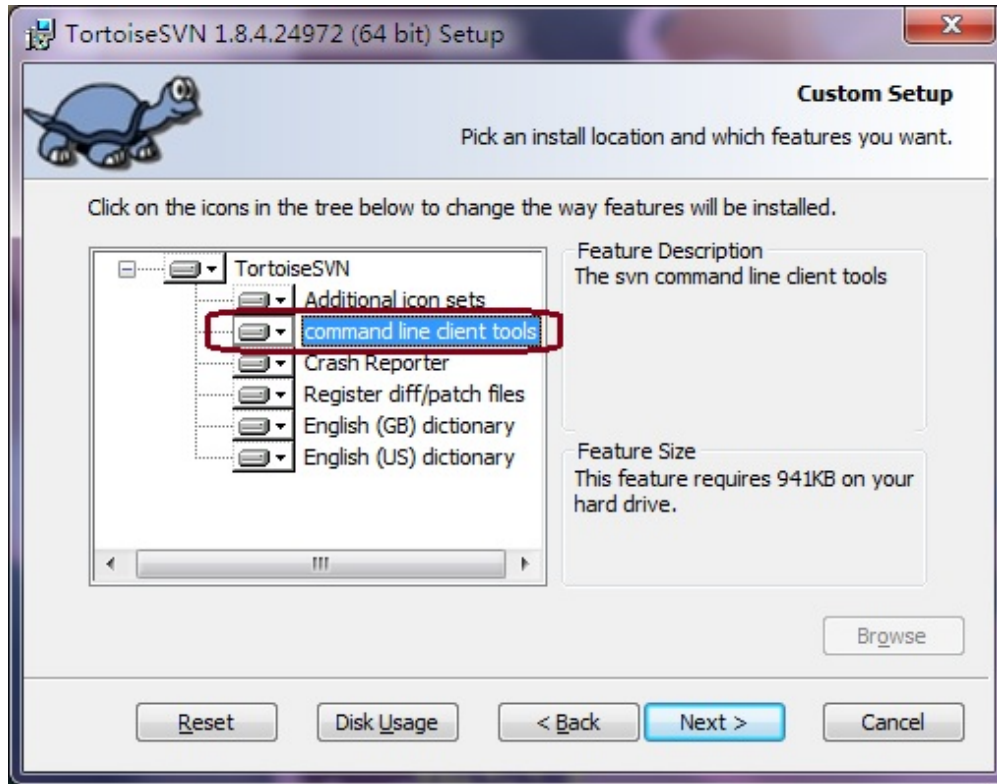 TortoiseSVN 1.8.4.24972 (64 bit) Setup
Custom Setup
Pick an install location and which features you want.
Click on the icons in the tree below to change the way features will be installed.
TortoiseSVN
Additional icon sets
command line client tools
Crash Reporter
Register diff/patch files
English (GB) dictionary
English (US) dictionary
Feature Description
The svn command line client tools
Feature Size
This feature requires 941KB on your
hard drive.
Browse
Reset
Disk Usage
< Back
Next >
Cancel